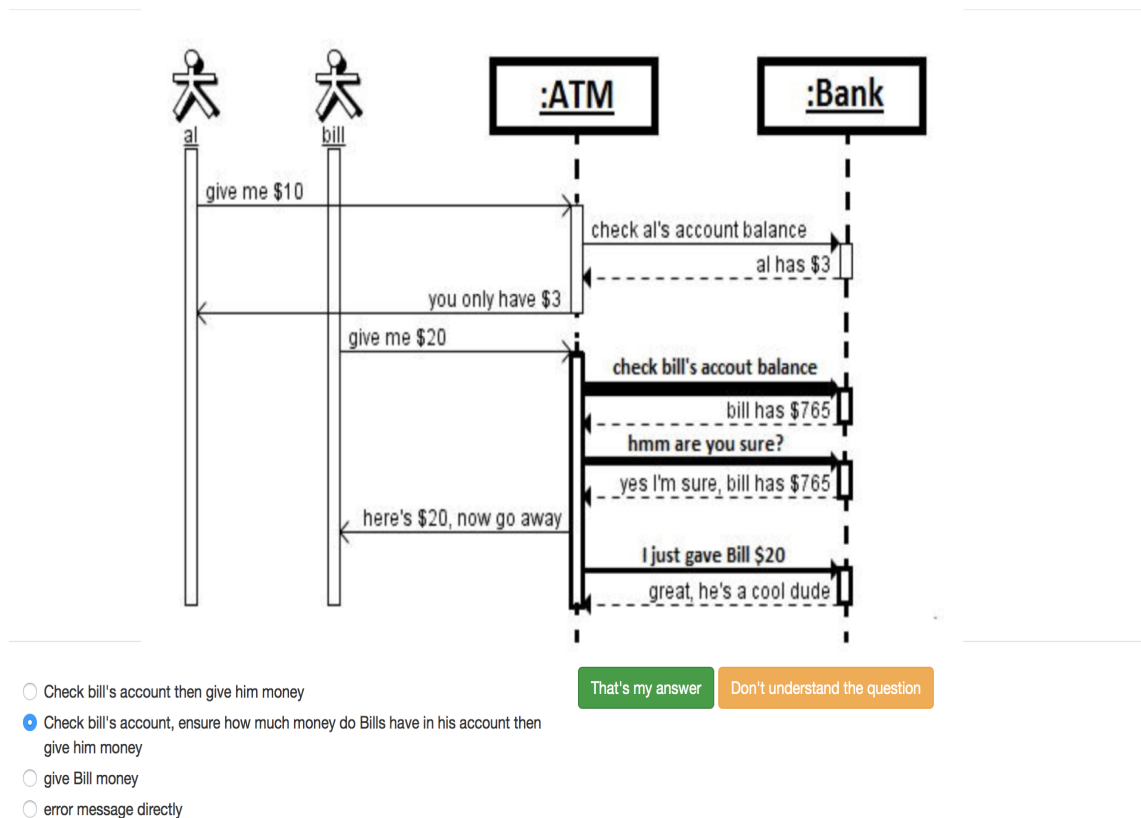 :ATM
:Bank
al
bill
give me $10
check al's account balance
al has $3
you only have $3
give me $20
check bill's accout balance
bill has $765
hmm are you sure?
yes I'm sure, bill has $765
here's $20, now go away
I just gave Bill $20
great, he's a cool dude
That's my answer
Don't understand the question
Check bill's account then give him money
Check bill's account, ensure how much money do Bills have in his account then
give him money
give Bill money
error message directly